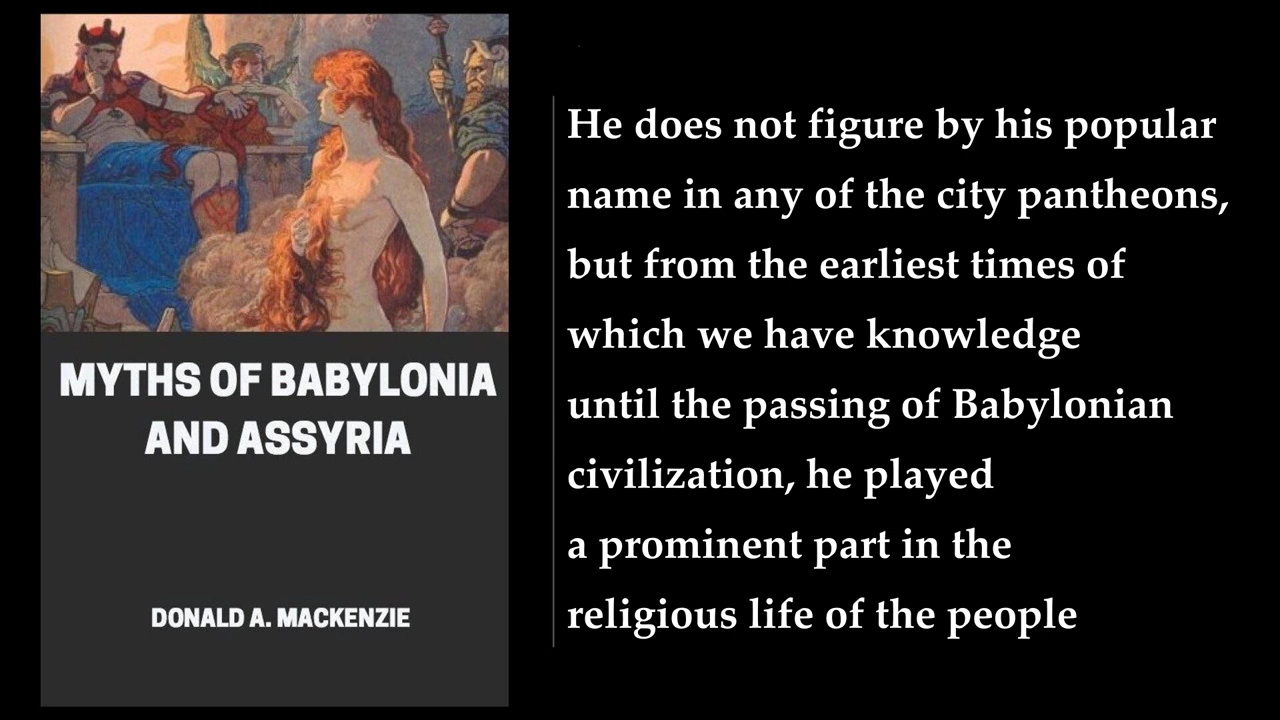 MYTHS OF BABYLONIA
AND ASSYRIA
DONALD A. MACKENZIE
He does not figure by his popular
name in any of the city pantheons,
but from the earliest times of
which we have knowledge
until the passing of Babylonian
civilization, he played
a prominent part in the
religious life of the people